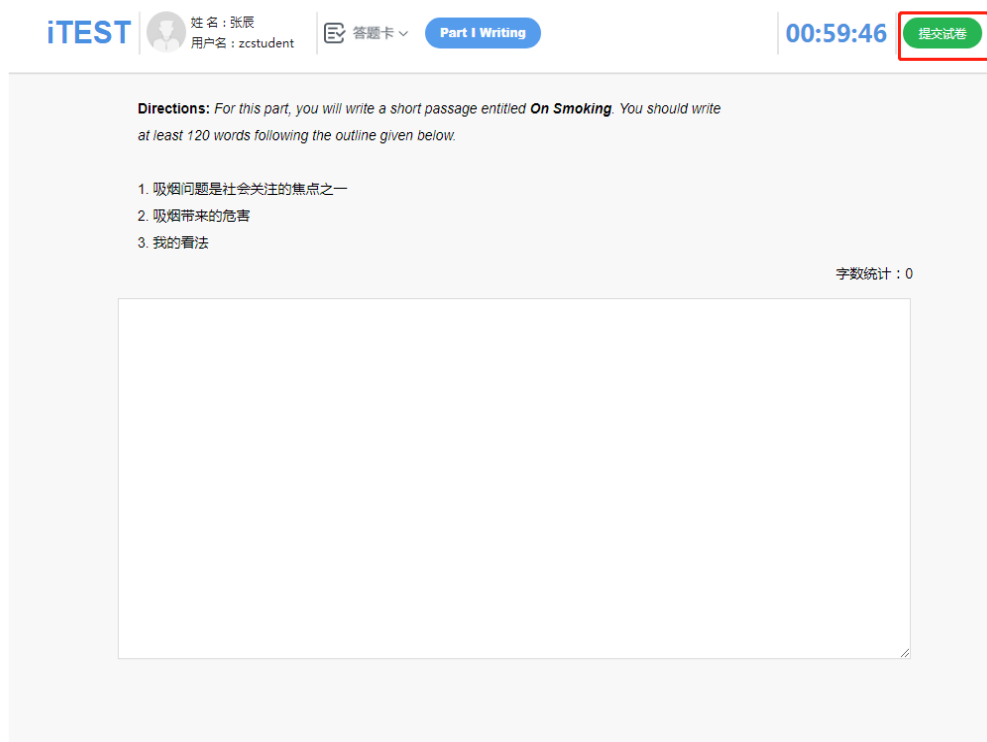 iTEST
姓 名：张辰
用户名：zcstudent
答题卡
Part I Writing
00:59:46
提交试卷
Directions: For this part, you will write a short passage entitled On Smoking. You should write
at least 120 words following the outline given below.
1. 吸烟问题是社会关注的焦点之一
2. 吸烟带来的危害
3. 我的看法
字数统计：0